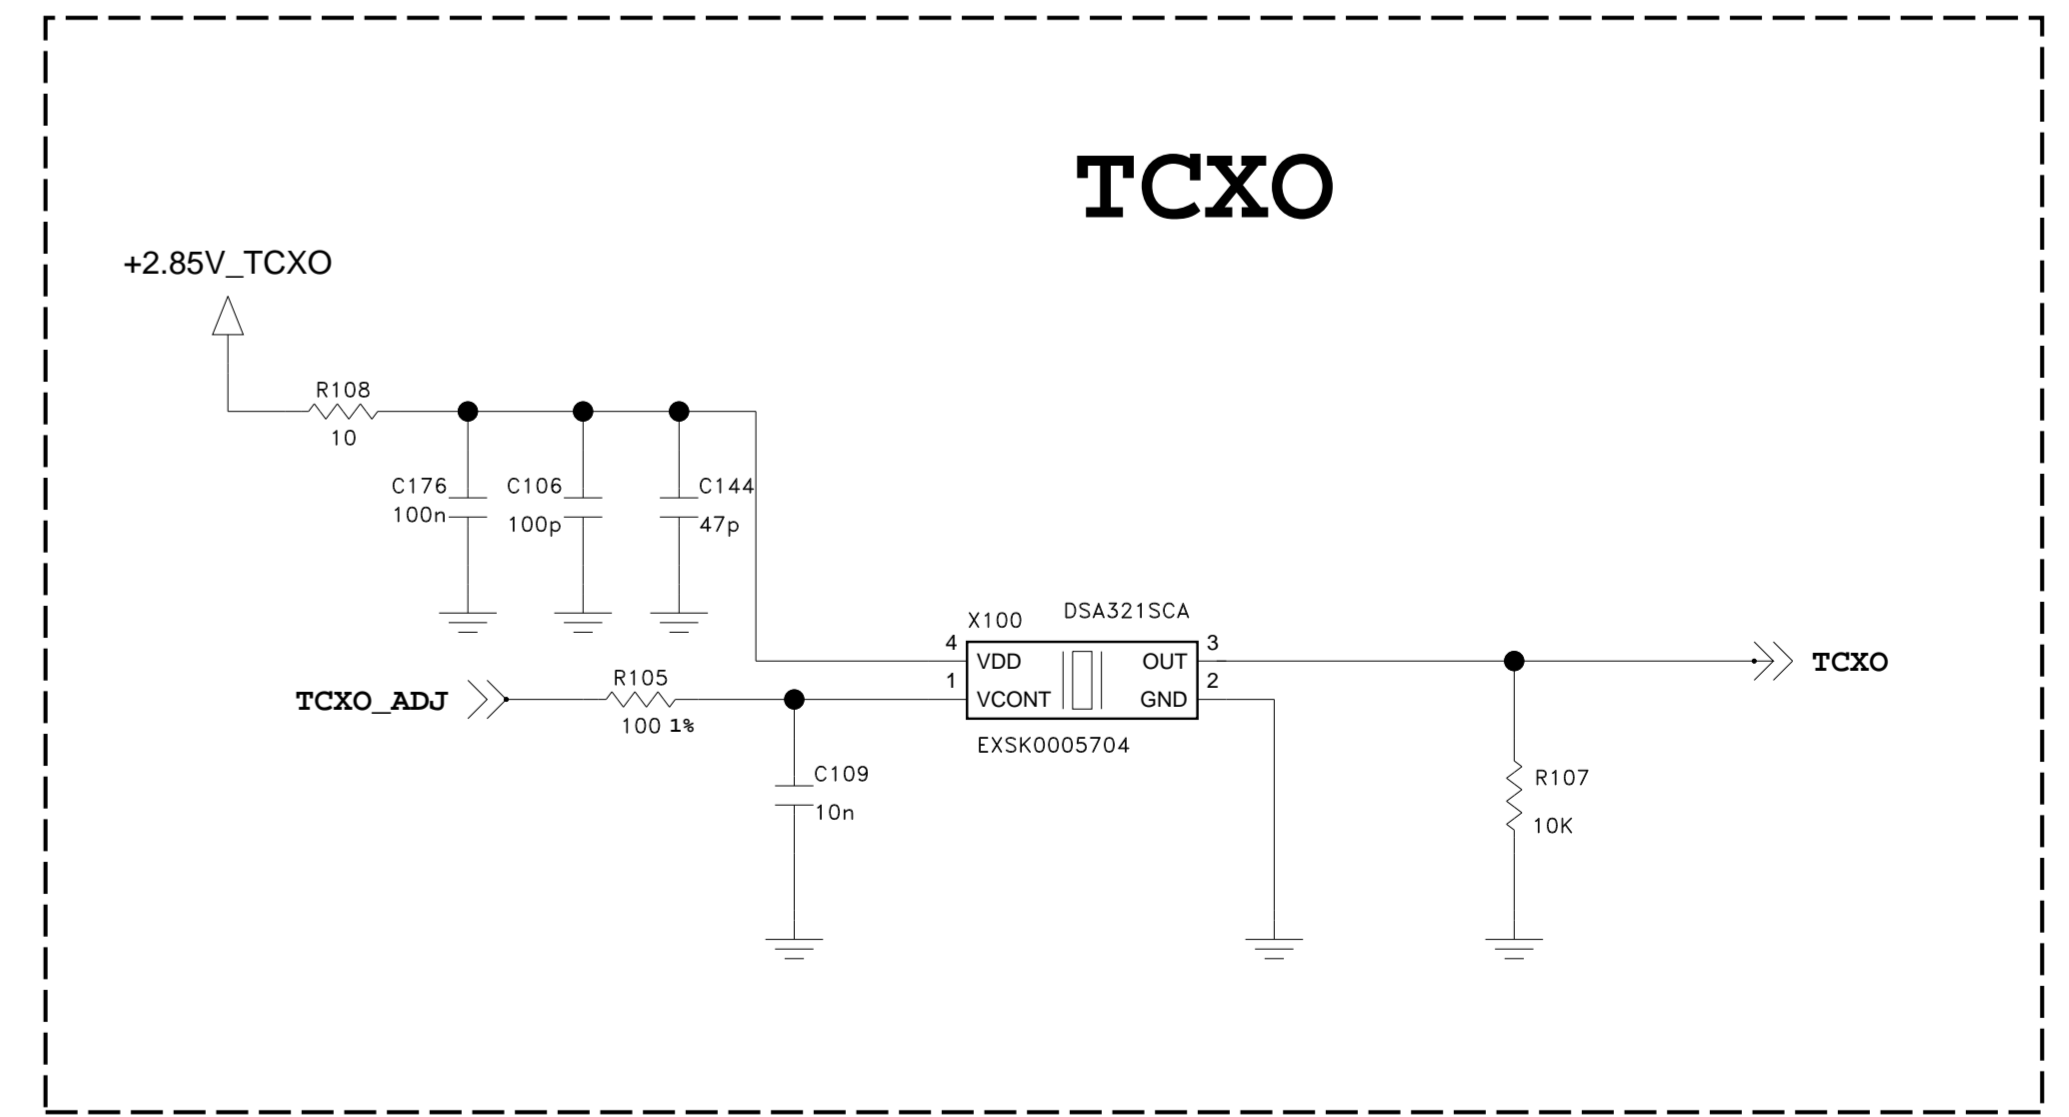 TCXO
+2.85V_TCXO
R108
10
C176
100n
C106
100p
C144
47p
X100
DSA321SCA
4
VDD
OUT
3
1
VCONT
GND
2
EXSK0005704
TCXO
TCXO_ADJ
R105
100 1%
C109
10n
R107
10K